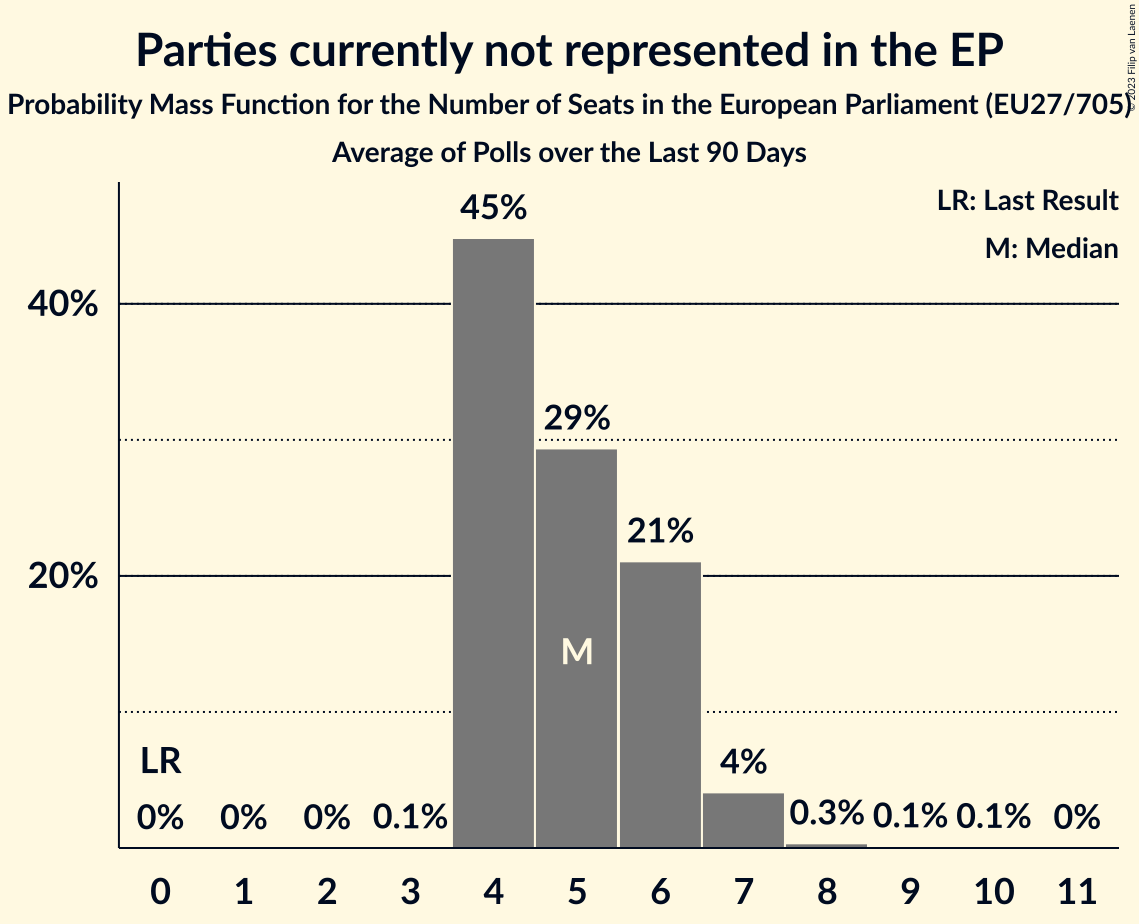 Parties currently not represented in the EP
Probability Mass Function for the Number of Seats in the European Parliament (EU27/705)
Average of Polls over the Last 90 Days
© 2023 Filip van Laenen
LR: Last Result
M: Median
45%
40%
29%
21%
20%
M
LR
4%
0% 0% 0% 0.1% 0.3% 0.1% 0.1% 0%
0 1 2 3 4 5 6 7 8 9 10 11